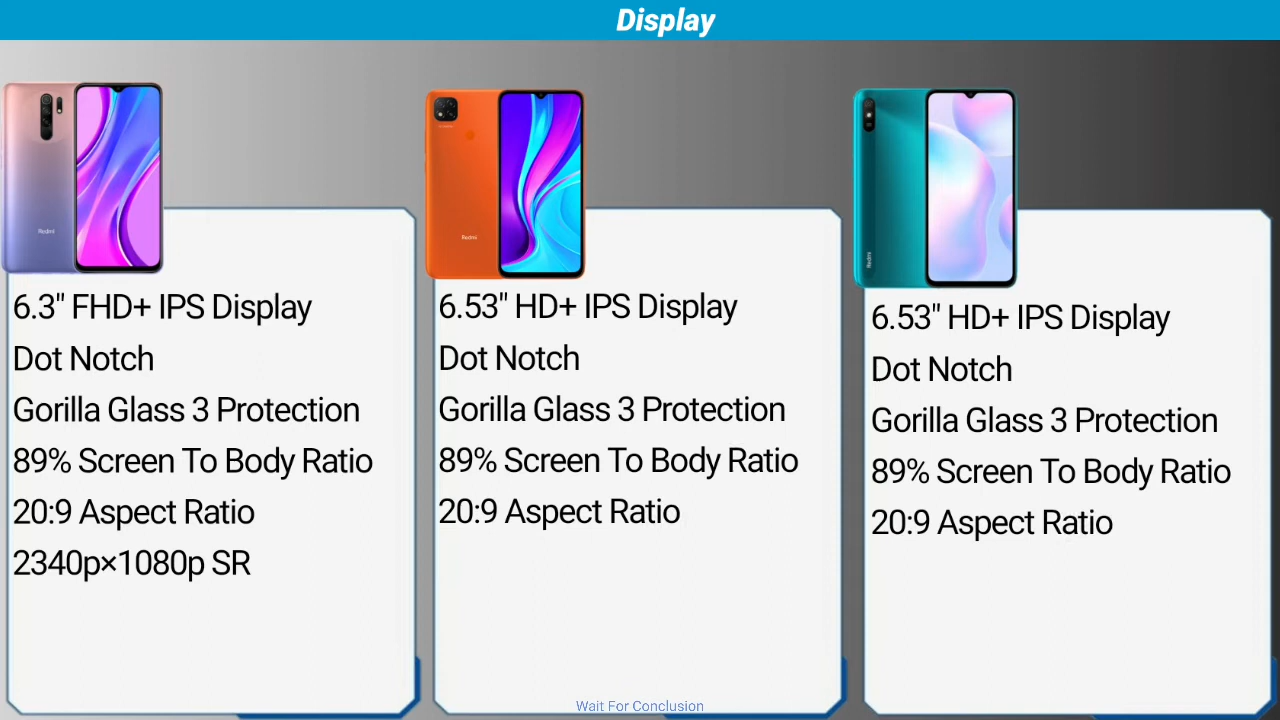 Display
Redmi
6.3" FHD+ IPS Display
Dot Notch
Gorilla Glass 3 Protection
89% Screen To Body Ratio
20:9 Aspect Ratio
2340p×1080p SR
Redmi
6.53" HD+ IPS Display
Dot Notch
Gorilla Glass 3 Protection
89% Screen To Body Ratio
20:9 Aspect Ratio
Redmi
6.53" HD+ IPS Display
Dot Notch
Gorilla Glass 3 Protection
89% Screen To Body Ratio
20:9 Aspect Ratio
Wait For Conclusion